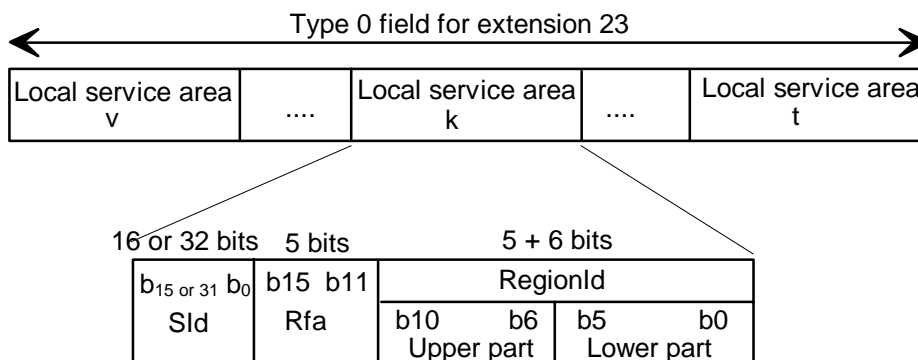 Type 0 field for extension 23
Local service area Local service area Local service area
v .... k .... t
16 or 32 bits 5 bits 5 + 6 bits
b15 or 31 b0 b15 b11 RegionId
SId Rfa b10 b6 b5 b0
Upper part Lower part